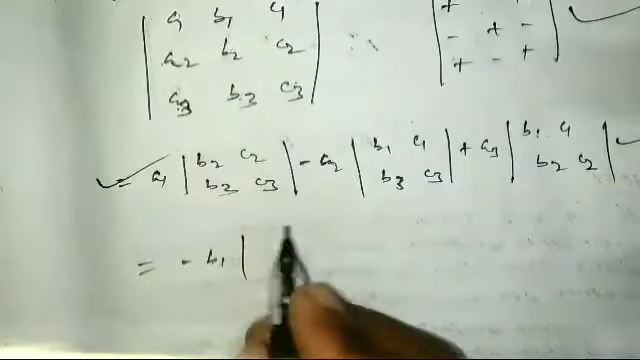 | a1 b1 c1 | +
| a2 b2 c2 | - + -
| a3 b3 c3 | + - +
= a1 | b2 c2 | - a2 | b1 c1 | + a3 | b1 c1 |
b3 c3 b3 c3 b2 c2
= - b1 |